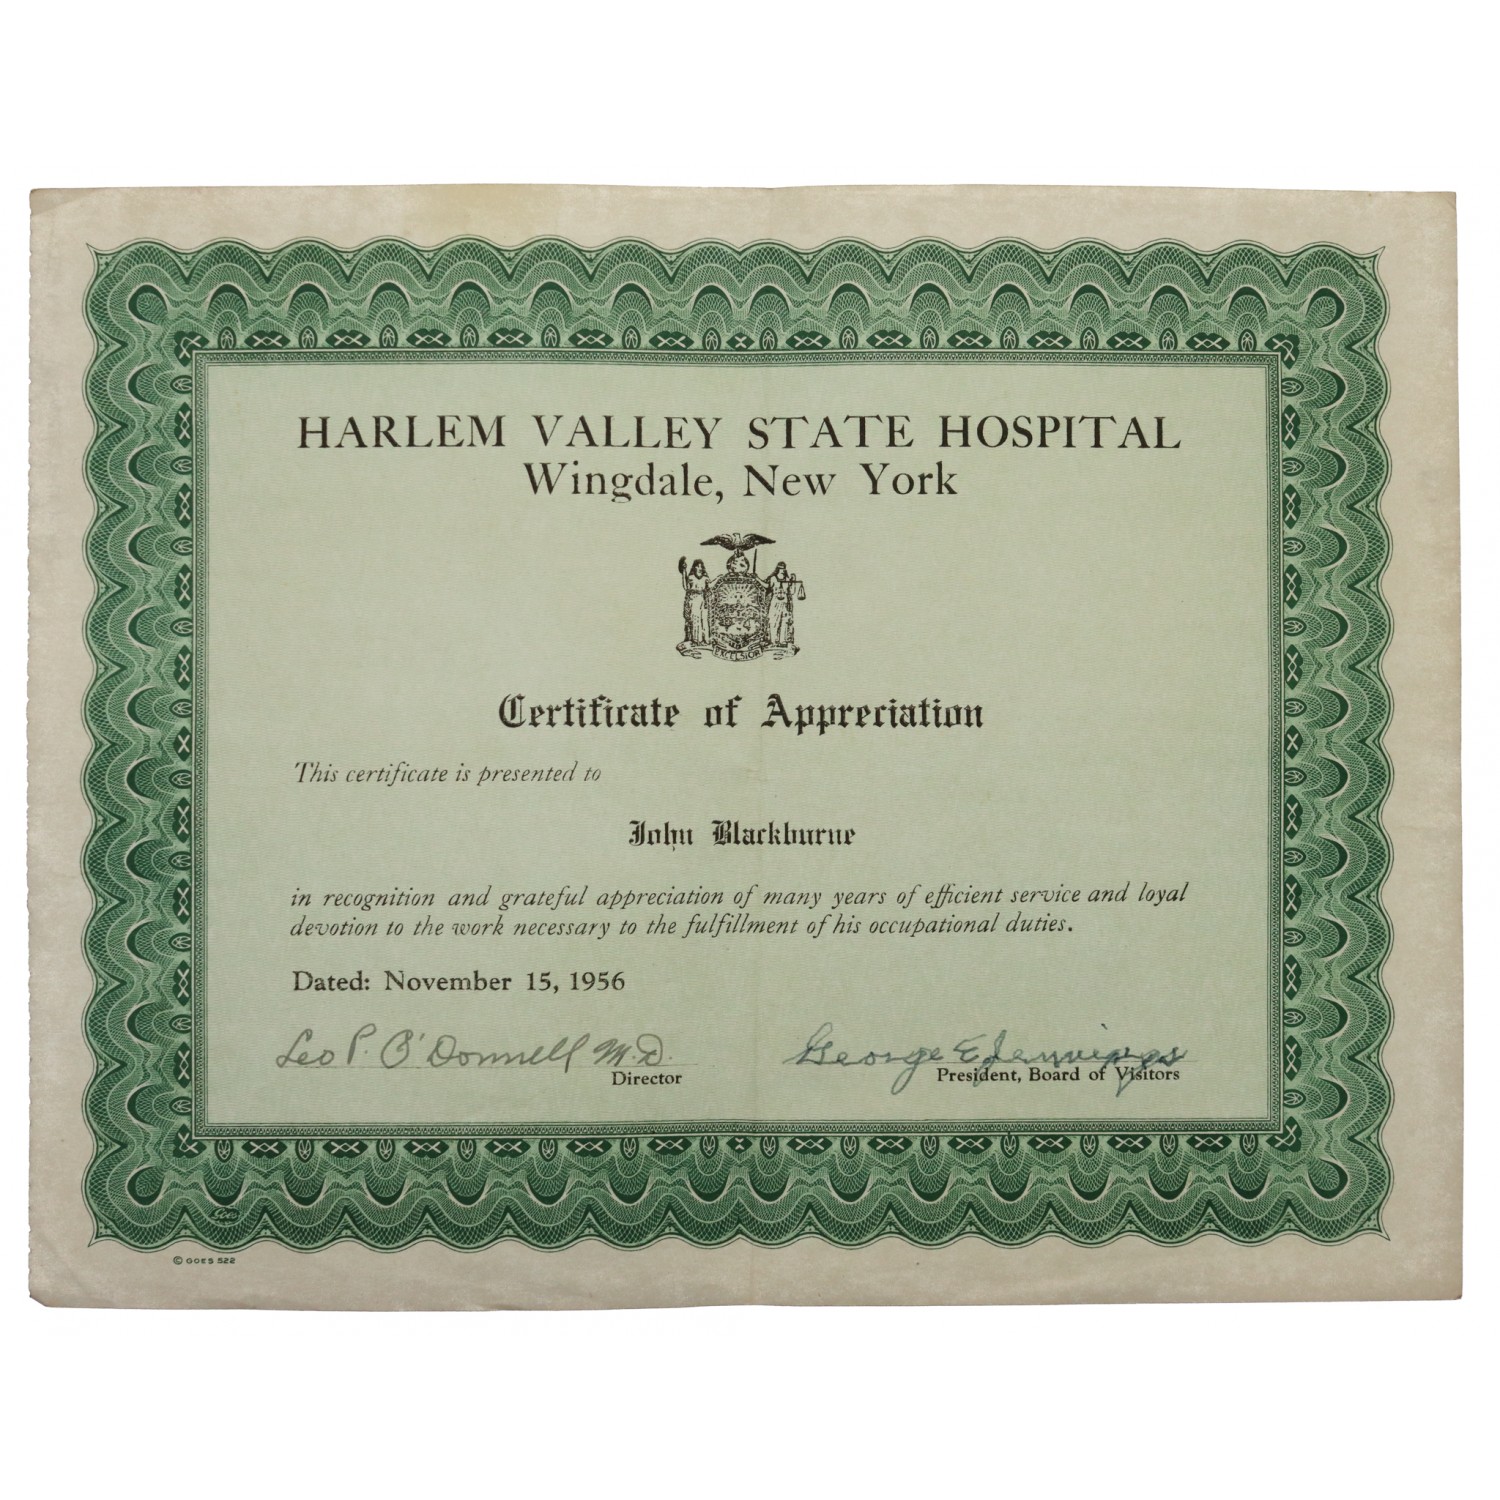 HARLEM VALLEY STATE HOSPITAL
Wingdale, New York
EXCELSIOR
Certificate of Appreciation
This certificate is presented to
John Blackburne
in recognition and grateful appreciation of many years of efficient service and loyal
devotion to the work necessary to the fulfillment of his occupational duties.
Dated: November 15, 1956
Leo P. O'Donnell M.D.
Director
George E Jennings
President, Board of Visitors
Goes
© GOES 522